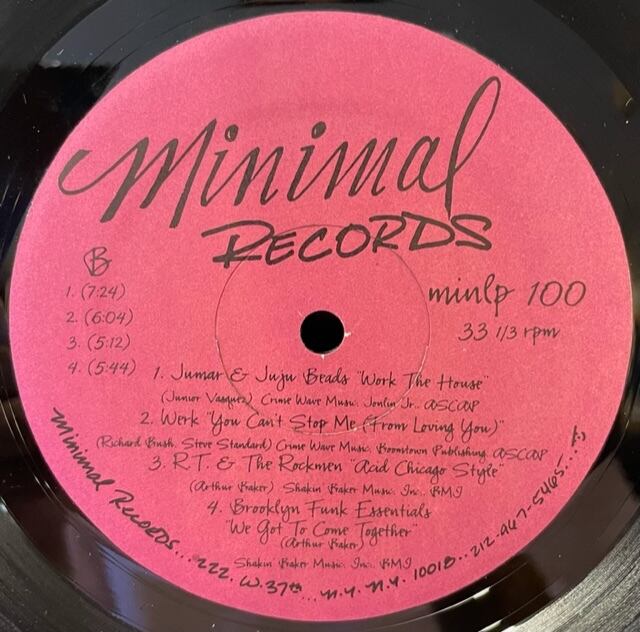 Minimal
RECORDS
B
1. (7:24)
2. (6:04)
3. (5:12)
4. (5:44)
minlp 100
33 1/3 rpm
1. Jumar & Juju Beads "Work The House"
(Junior Vasquez) Crime Wave Music. Jonlin Jr.. ASCAP
2. Werk "You Can't Stop Me (From Loving You)"
(Richard Bush, Steve Standard) Crime Wave Music. Boomtown Publishing. ASCAP
3. R.T. & The Rockmen "Acid Chicago Style"
(Arthur Baker) Shakin' Baker Music. Inc.. BMI
4. Brooklyn Funk Essentials
"We Got To Come Together"
(Arthur Baker)
Shakin' Baker Music. Inc.. BMI
Minimal Records... 222. W. 37th... N.Y. N.Y. 10018.. 212-967-5465...